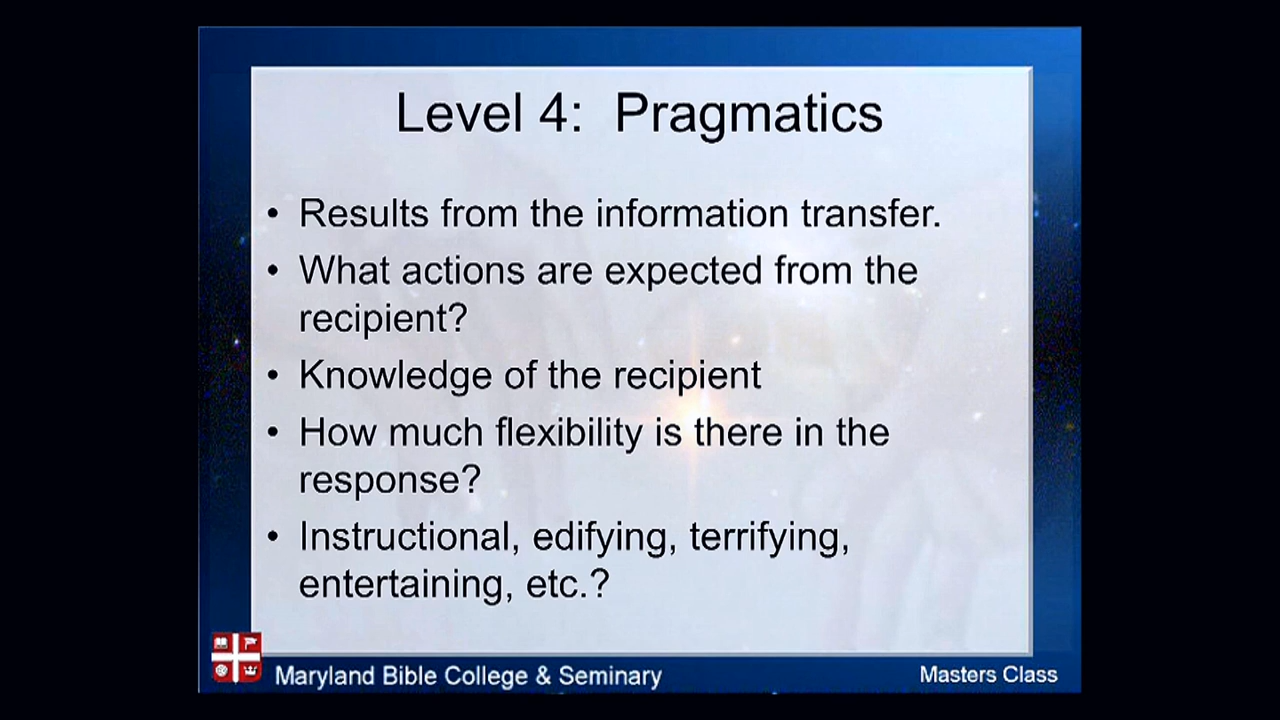 Level 4:  Pragmatics
• Results from the information transfer.
• What actions are expected from the
recipient?
• Knowledge of the recipient
• How much flexibility is there in the
response?
• Instructional, edifying, terrifying,
entertaining, etc.?
Maryland Bible College & Seminary
Masters Class